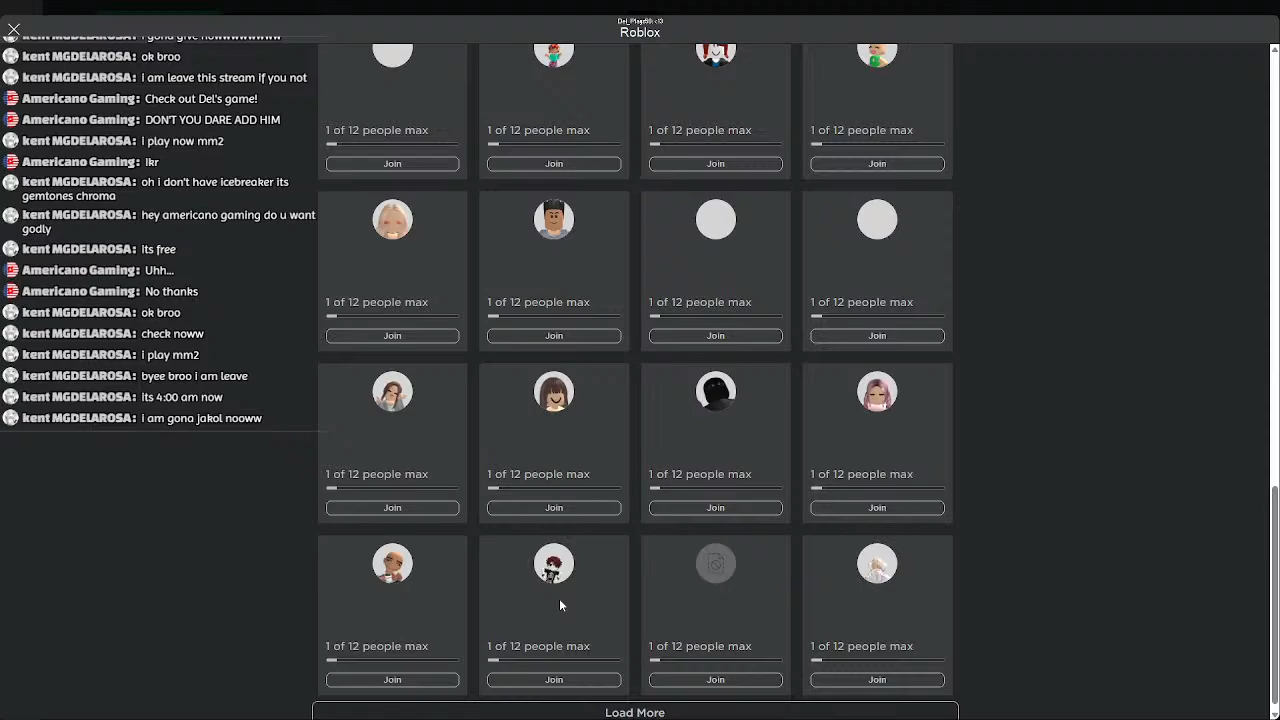 Roblox
kent MGDELAROSA: i gona give nowwwwwwww
kent MGDELAROSA: ok broo
kent MGDELAROSA: i am leave this stream if you not
Americano Gaming: Check out Del's game!
Americano Gaming: DON'T YOU DARE ADD HIM
kent MGDELAROSA: i play now mm2
Americano Gaming: Ikr
kent MGDELAROSA: oh i don't have icebreaker its
gemtones chroma
kent MGDELAROSA: hey americano gaming do u want
godly
kent MGDELAROSA: its free
Americano Gaming: Uhh...
Americano Gaming: No thanks
kent MGDELAROSA: ok broo
kent MGDELAROSA: check noww
kent MGDELAROSA: i play mm2
kent MGDELAROSA: byee broo i am leave
kent MGDELAROSA: its 4:00 am now
kent MGDELAROSA: i am gona jakol nooww
1 of 12 people max
1 of 12 people max
1 of 12 people max
1 of 12 people max
Join
Join
Join
Join
1 of 12 people max
1 of 12 people max
1 of 12 people max
1 of 12 people max
Join
Join
Join
Join
1 of 12 people max
1 of 12 people max
1 of 12 people max
1 of 12 people max
Join
Join
Join
Join
1 of 12 people max
1 of 12 people max
1 of 12 people max
1 of 12 people max
Join
Join
Join
Join
Load More